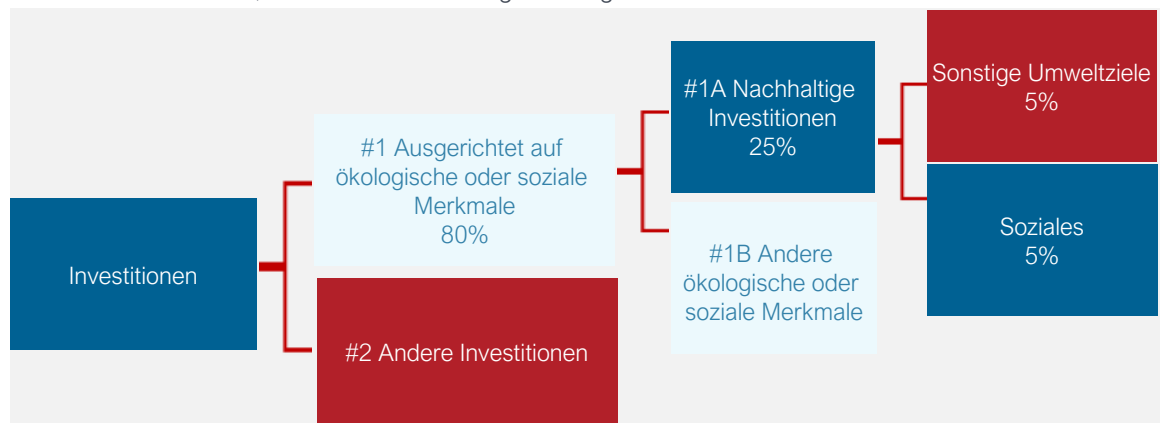 Investitionen
#1 Ausgerichtet auf
ökologische oder soziale
Merkmale
80%
#2 Andere Investitionen
#1A Nachhaltige
Investitionen
25%
#1B Andere
ökologische oder
soziale Merkmale
Sonstige Umweltziele
5%
Soziales
5%